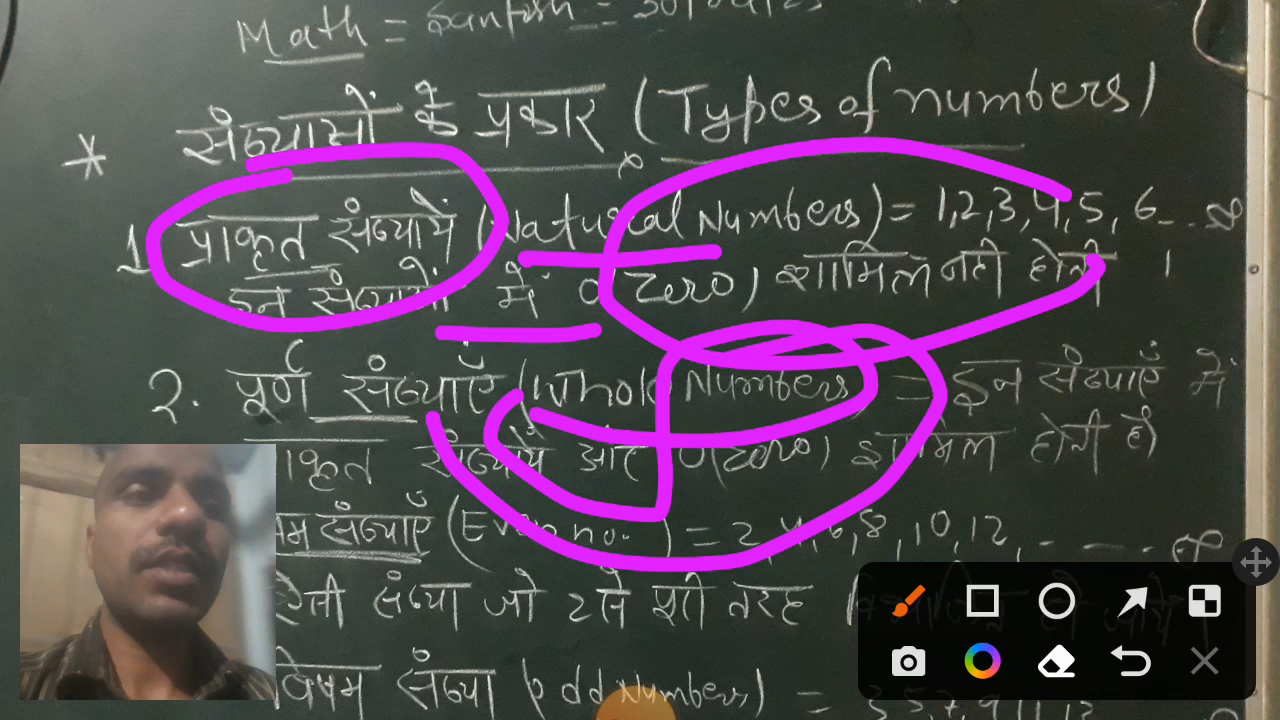 Math = Santosh =
* संख्याओं के प्रकार (Types of numbers)
1. प्राकृत संख्यायें (Natural Numbers) = 1,2,3,4,5,6-..∞
इन संख्याओं में 0(Zero) शामिल नहीं होती ।
2. पूर्ण संख्याएँ (Whole Numbers) = इन संख्याएँ में
संख्यायें और 0(zero) शामिल होती है
संख्याएँ (Even no.) = 2,4,6,8,10,12, - - - ∞
ऐसी संख्या जो 2 से पूरी तरह
विषम संख्या (odd Numbers) =